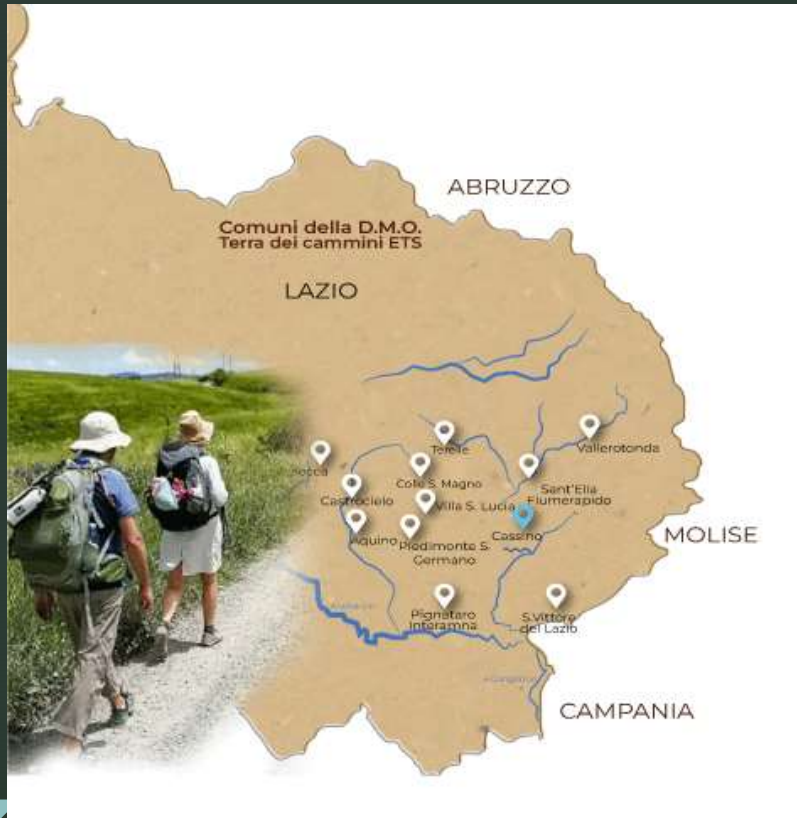 ABRUZZO
Comuni della D.M.O.
Terra dei cammini ETS
LAZIO
Terelle
Vallerotonda
Colle S. Magno
Castrocielo
Sant'Elia
Fiumerapido
Villa S. Lucia
Cassino
Aquino
Piedimonte S.
Germano
MOLISE
Pignataro
Interamna
S.Vittore
del Lazio
CAMPANIA